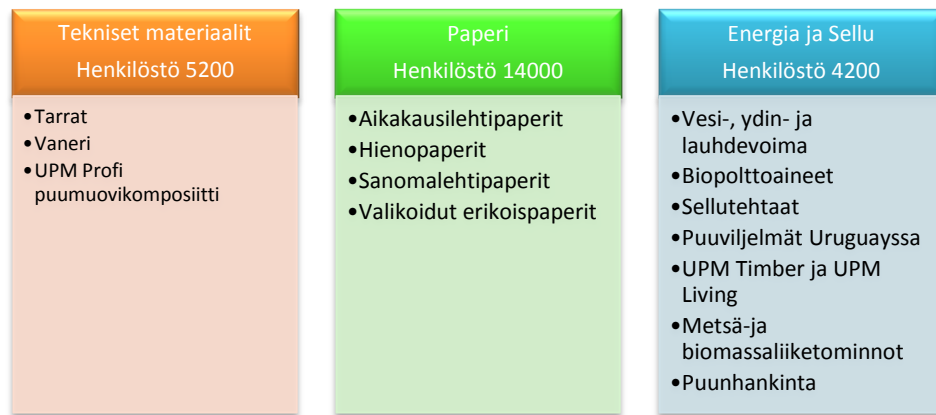 Tekniset materiaalit
Henkilöstö 5200
•Tarrat
•Vaneri
•UPM Profi
puumuovikomposiitti
Paperi
Henkilöstö 14000
•Aikakausilehtipaperit
•Hienopaperit
•Sanomalehtipaperit
•Valikoidut erikoispaperit
Energia ja Sellu
Henkilöstö 4200
•Vesi-, ydin- ja
lauhdevoima
•Biopolttoaineet
•Sellutehtaat
•Puuviljelmät Uruguayssa
•UPM Timber ja UPM
Living
•Metsä-ja
biomassaliiketominnot
•Puunhankinta